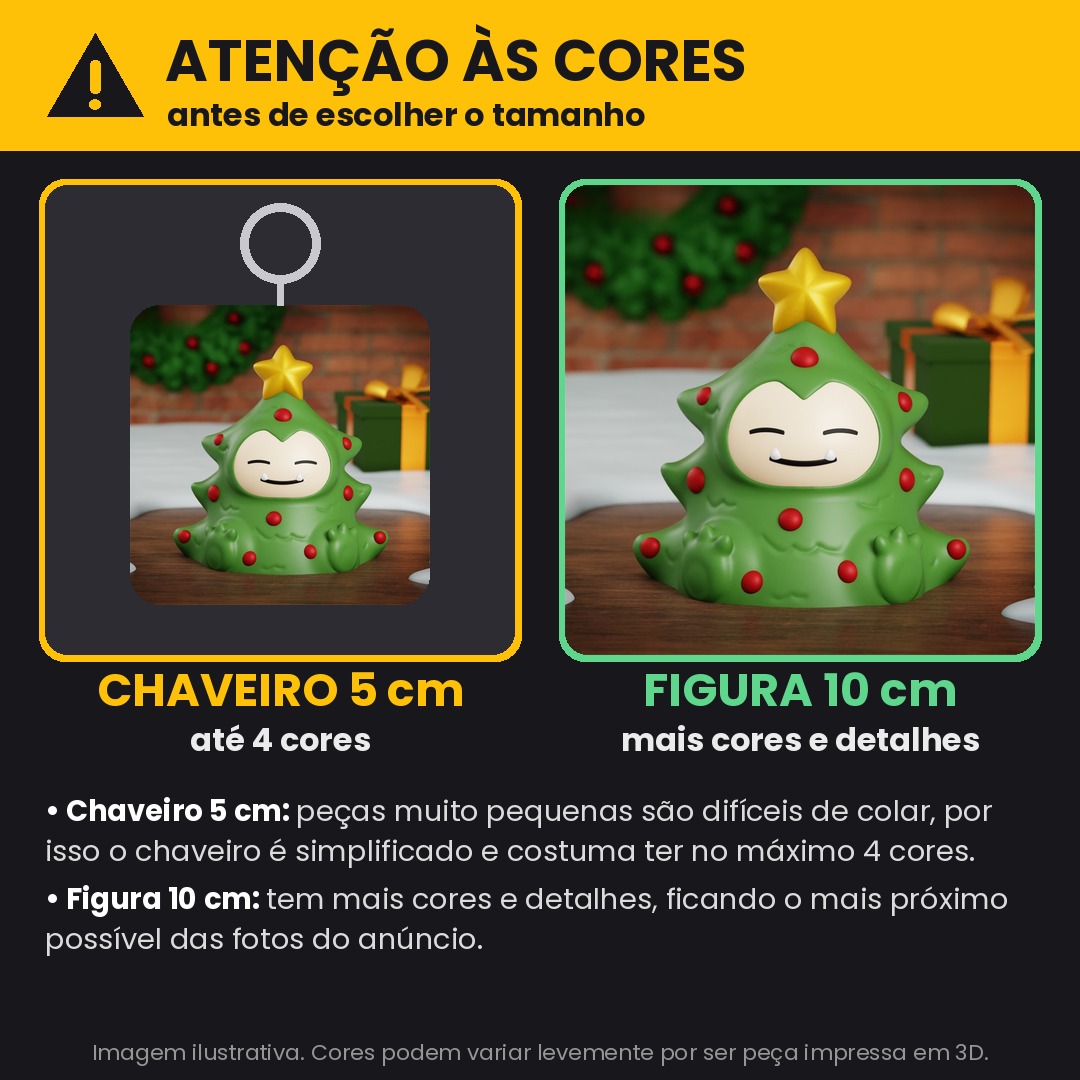 ATENÇÃO ÀS CORES
antes de escolher o tamanho
CHAVEIRO 5 cm
até 4 cores
FIGURA 10 cm
mais cores e detalhes
• Chaveiro 5 cm: peças muito pequenas são difíceis de colar, por
isso o chaveiro é simplificado e costuma ter no máximo 4 cores.
• Figura 10 cm: tem mais cores e detalhes, ficando o mais próximo
possível das fotos do anúncio.
Imagem ilustrativa. Cores podem variar levemente por ser peça impressa em 3D.